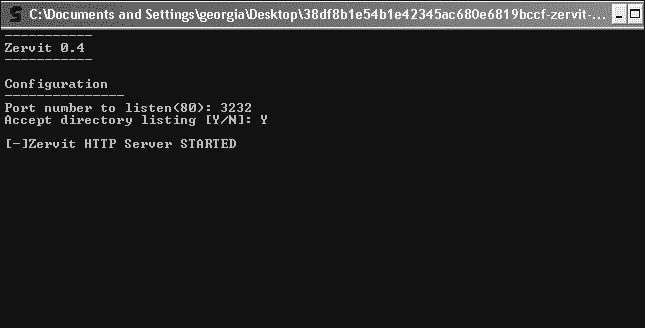 C:\Documents and Settings\georgia\Desktop\38df8b1e54b1e42345ac680e6819bccf-zervit-...
-----------
Zervit 0.4
-----------
Configuration
---------------
Port number to listen(80): 3232
Accept directory listing [Y/N]: Y
[-]Zervit HTTP Server STARTED